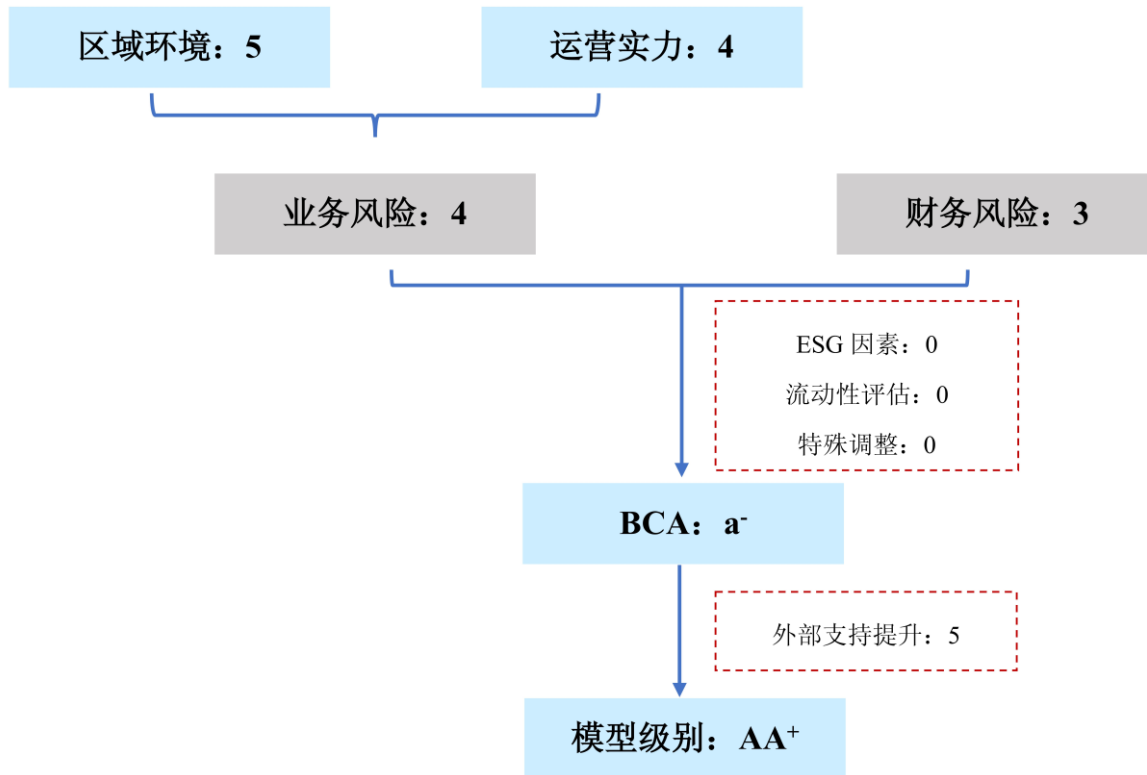 区域环境：5
运营实力：4
业务风险：4
财务风险：3
ESG 因素：0
流动性评估：0
特殊调整：0
BCA：a⁻
外部支持提升：5
模型级别：AA⁺